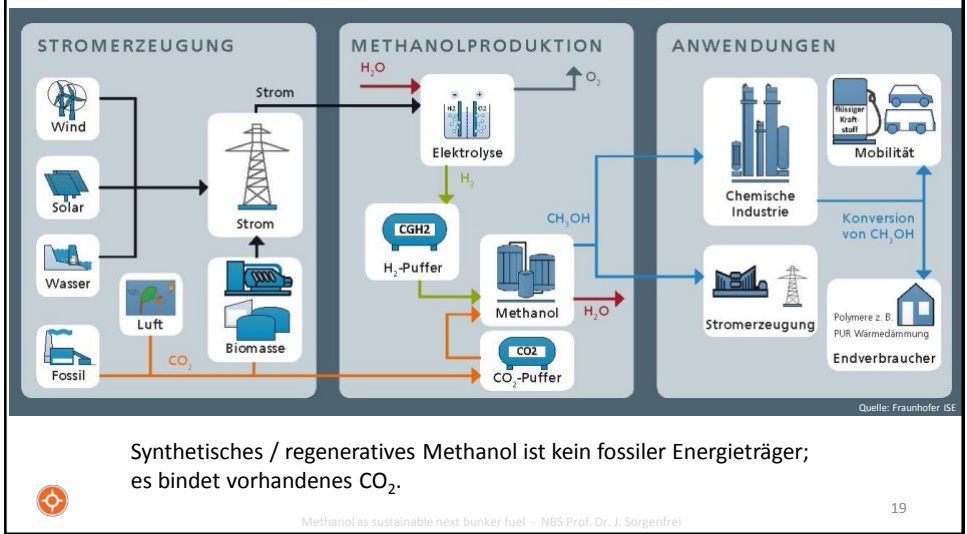 STROMERZEUGUNG
Wind
Solar
Wasser
Fossil
Luft
CO₂
Strom
Strom
Biomasse
METHANOLPRODUKTION
H₂O
O₂
- +
H2 O2
Elektrolyse
H₂
CGH2
H₂-Puffer
CH₃OH
Methanol
H₂O
CO2
CO₂-Puffer
ANWENDUNGEN
Chemische
Industrie
flüssiger
Kraft-
stoff
Mobilität
Konversion
von CH₃OH
Stromerzeugung
Polymere z. B.
PUR Wärmedämmung
Endverbraucher
Quelle: Fraunhofer ISE
Synthetisches / regeneratives Methanol ist kein fossiler Energieträger;
es bindet vorhandenes CO₂.
Methanol as sustainable next bunker fuel - NBS Prof. Dr. J. Sorgenfrei
19